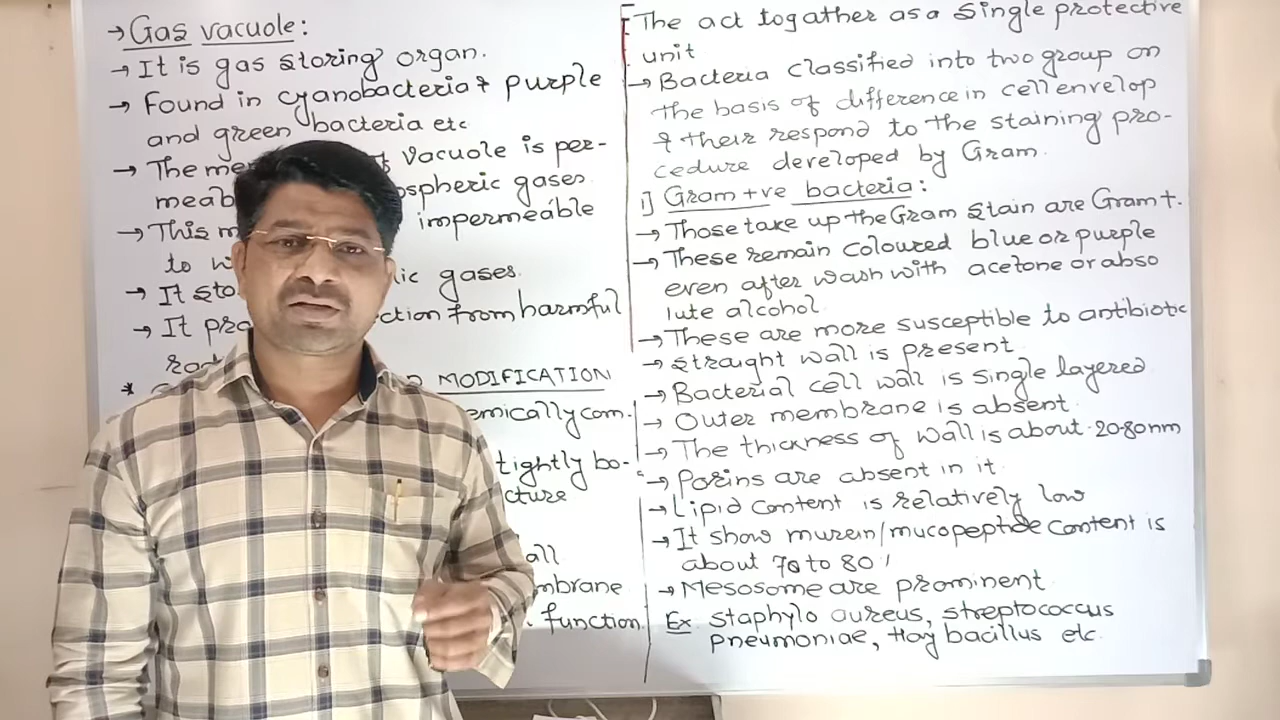 → Gas vacuole:
→ It is gas storing organ.
→ Found in cyanobacteria & purple
and green bacteria etc
→ The me vacuole is per-
meab ospheric gases
→ This m impermeable
to
→ It sto ic gases.
→ It pro ction from harmful
MODIFICATION
emically com.
tightly bo-
cture
all
mbrane
function
The act togather as a single protective
unit
→ Bacteria classified into two group on
the basis of difference in cell envelop
& their respond to the staining pro-
cedure developed by Gram.
i] Gram +ve bacteria:
→ Those take up the Gram stain are Gram +.
→ These remain coloured blue or purple
even after wash with acetone or abso
lute alcohol
→ These are more susceptible to antibiotic
→ straight wall is present
→ Bacterial cell wall is single layered
→ Outer membrane is absent
→ The thickness of wall is about 20-80nm
→ Porins are absent in it
→ Lipid content is relatively low
→ It show murein/mucopeptide content is
about 70 to 80
→ Mesosome are prominent
Ex staphylo aureus, streptococcus
pneumoniae, Hay bacillus etc.